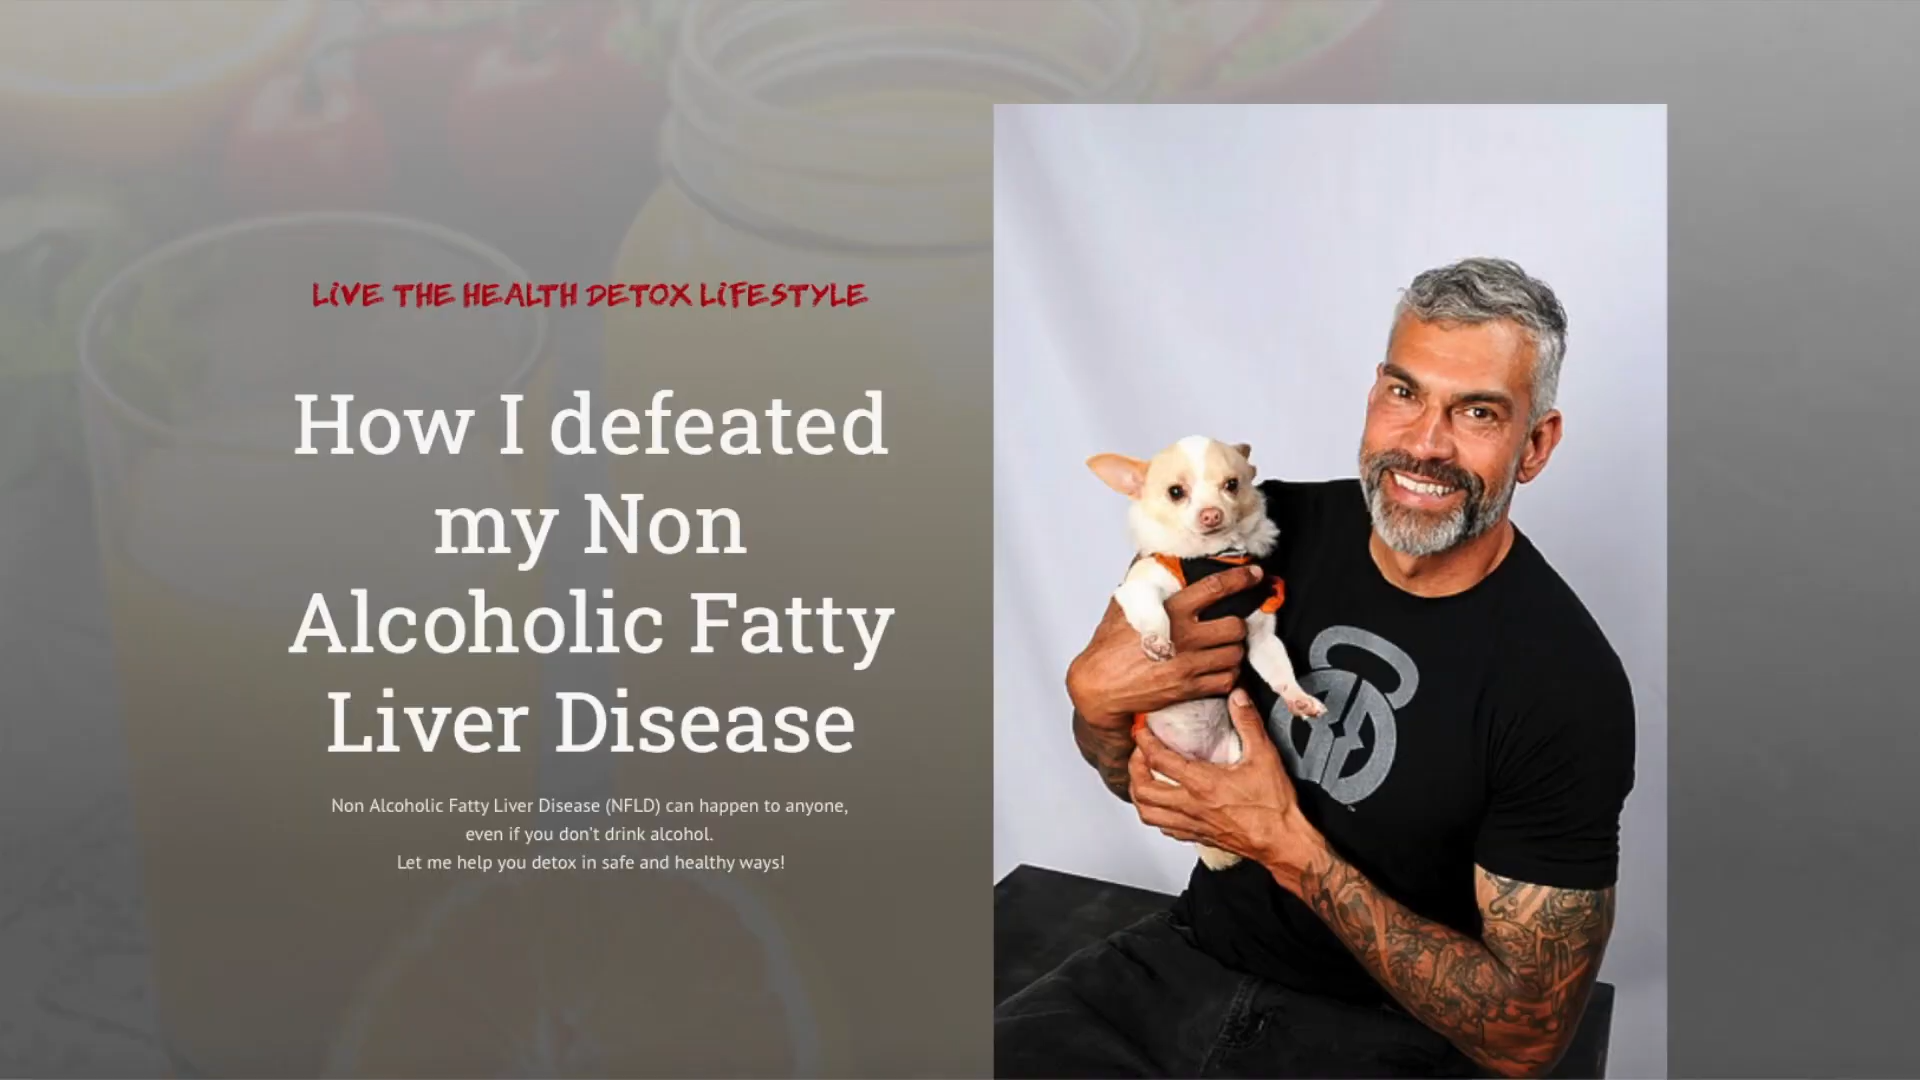 LIVE THE HEALTH DETOX LIFESTYLE
How I defeated
my Non
Alcoholic Fatty
Liver Disease
Non Alcoholic Fatty Liver Disease (NFLD) can happen to anyone,
even if you don't drink alcohol.
Let me help you detox in safe and healthy ways!